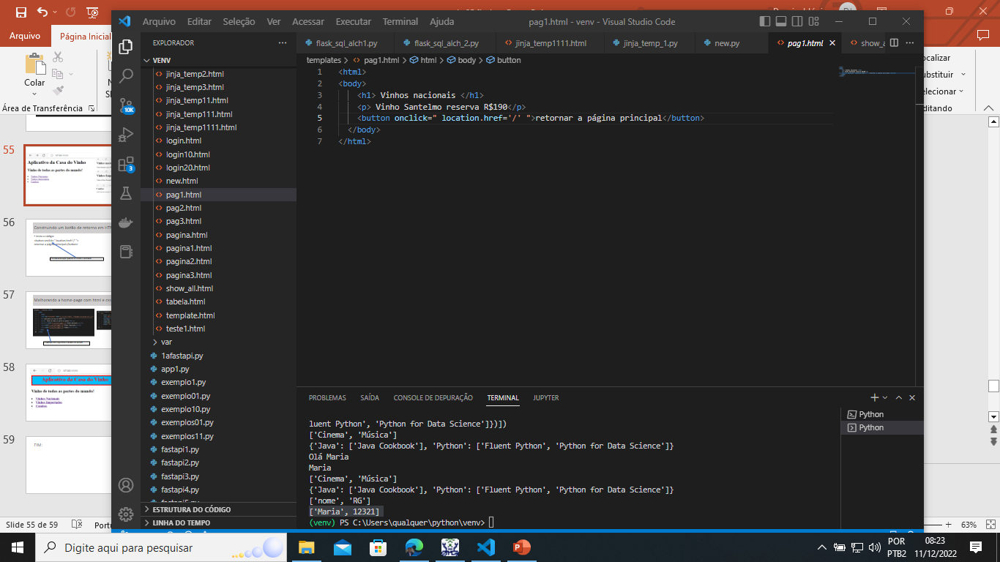 Arquivo
Página Inicial
Colar
Área de Transferência
55
Aplicativo da Casa do Vinho
Vinho de todas as partes do mundo!
56
Construindo um botão de retorno em HTM
57
Melhorando a home-page com html e css
58
Aplicativo da Casa do Vinho
Vinho de todas as partes do mundo!
Vinhos Nacionais
Vinhos Importados
59
FIM:
Slide 55 de 59
Portu
Arquivo Editar Seleção Ver Acessar Executar Terminal Ajuda
pag1.html - venv - Visual Studio Code
EXPLORADOR
VENV
jinja_temp2.html
jinja_temp3.html
jinja_temp11.html
jinja_temp111.html
jinja_temp1111.html
login.html
login10.html
login20.html
new.html
pag1.html
pag2.html
pag3.html
pagina.html
pagina1.html
pagina2.html
pagina3.html
show_all.html
tabela.html
template.html
teste1.html
var
1afastapi.py
app1.py
exemplo1.py
exemplo01.py
exemplo10.py
exemplos01.py
exemplos11.py
fastapi1.py
fastapi2.py
fastapi3.py
fastapi4.py
ESTRUTURA DO CÓDIGO
LINHA DO TEMPO
10K
3
flask_sql_alch1.py flask_sql_alch_2.py jinja_temp1111.html jinja_temp_1.py new.py pag1.html show_a
templates > pag1.html > html > body > button
1 <html>
2 <body>
3 <h1> Vinhos nacionais </h1>
4 <p> Vinho Santelmo reserva R$190</p>
5 <button onclick=" location.href='/' ">retornar a página principal</button>
6 </body>
7 </html>
PROBLEMAS SAÍDA CONSOLE DE DEPURAÇÃO TERMINAL JUPYTER
luent Python', 'Python for Data Science']})])
['Cinema', 'Música']
{'Java': ['Java Cookbook'], 'Python': ['Fluent Python', 'Python for Data Science']}
Olá Maria
Maria
['Cinema', 'Música']
{'Java': ['Java Cookbook'], 'Python': ['Fluent Python', 'Python for Data Science']}
['nome', 'RG']
['Maria', 12321]
(venv) PS C:\Users\qualquer\python\venv>
Python
Python
ocalizar
ubstituir
elecionar
ditando
63%
Digite aqui para pesquisar
POR
PTB2
08:23
11/12/2022